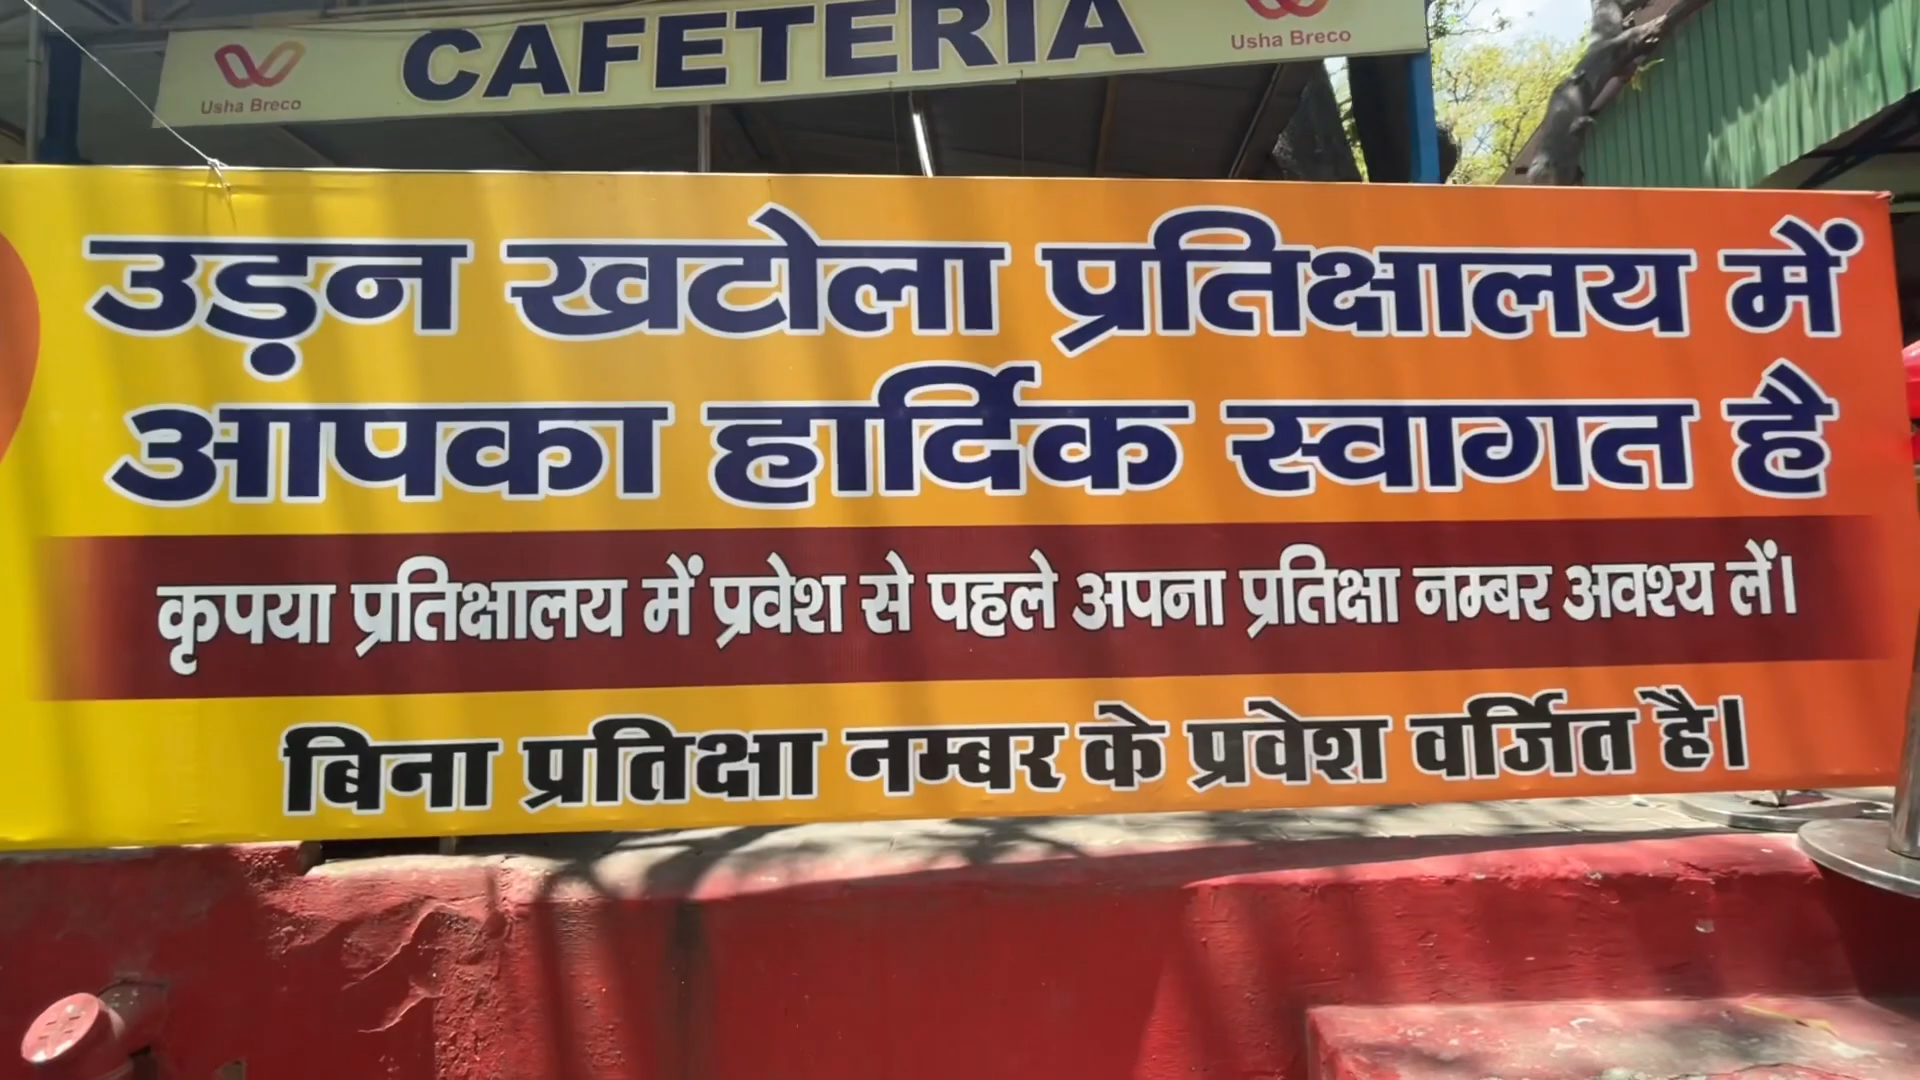 CAFETERIA
Usha Breco
Usha Breco
उड़न खटोला प्रतिक्षालय में
आपका हार्दिक स्वागत है
कृपया प्रतिक्षालय में प्रवेश से पहले अपना प्रतिक्षा नम्बर अवश्य लें।
बिना प्रतिक्षा नम्बर के प्रवेश वर्जित है।